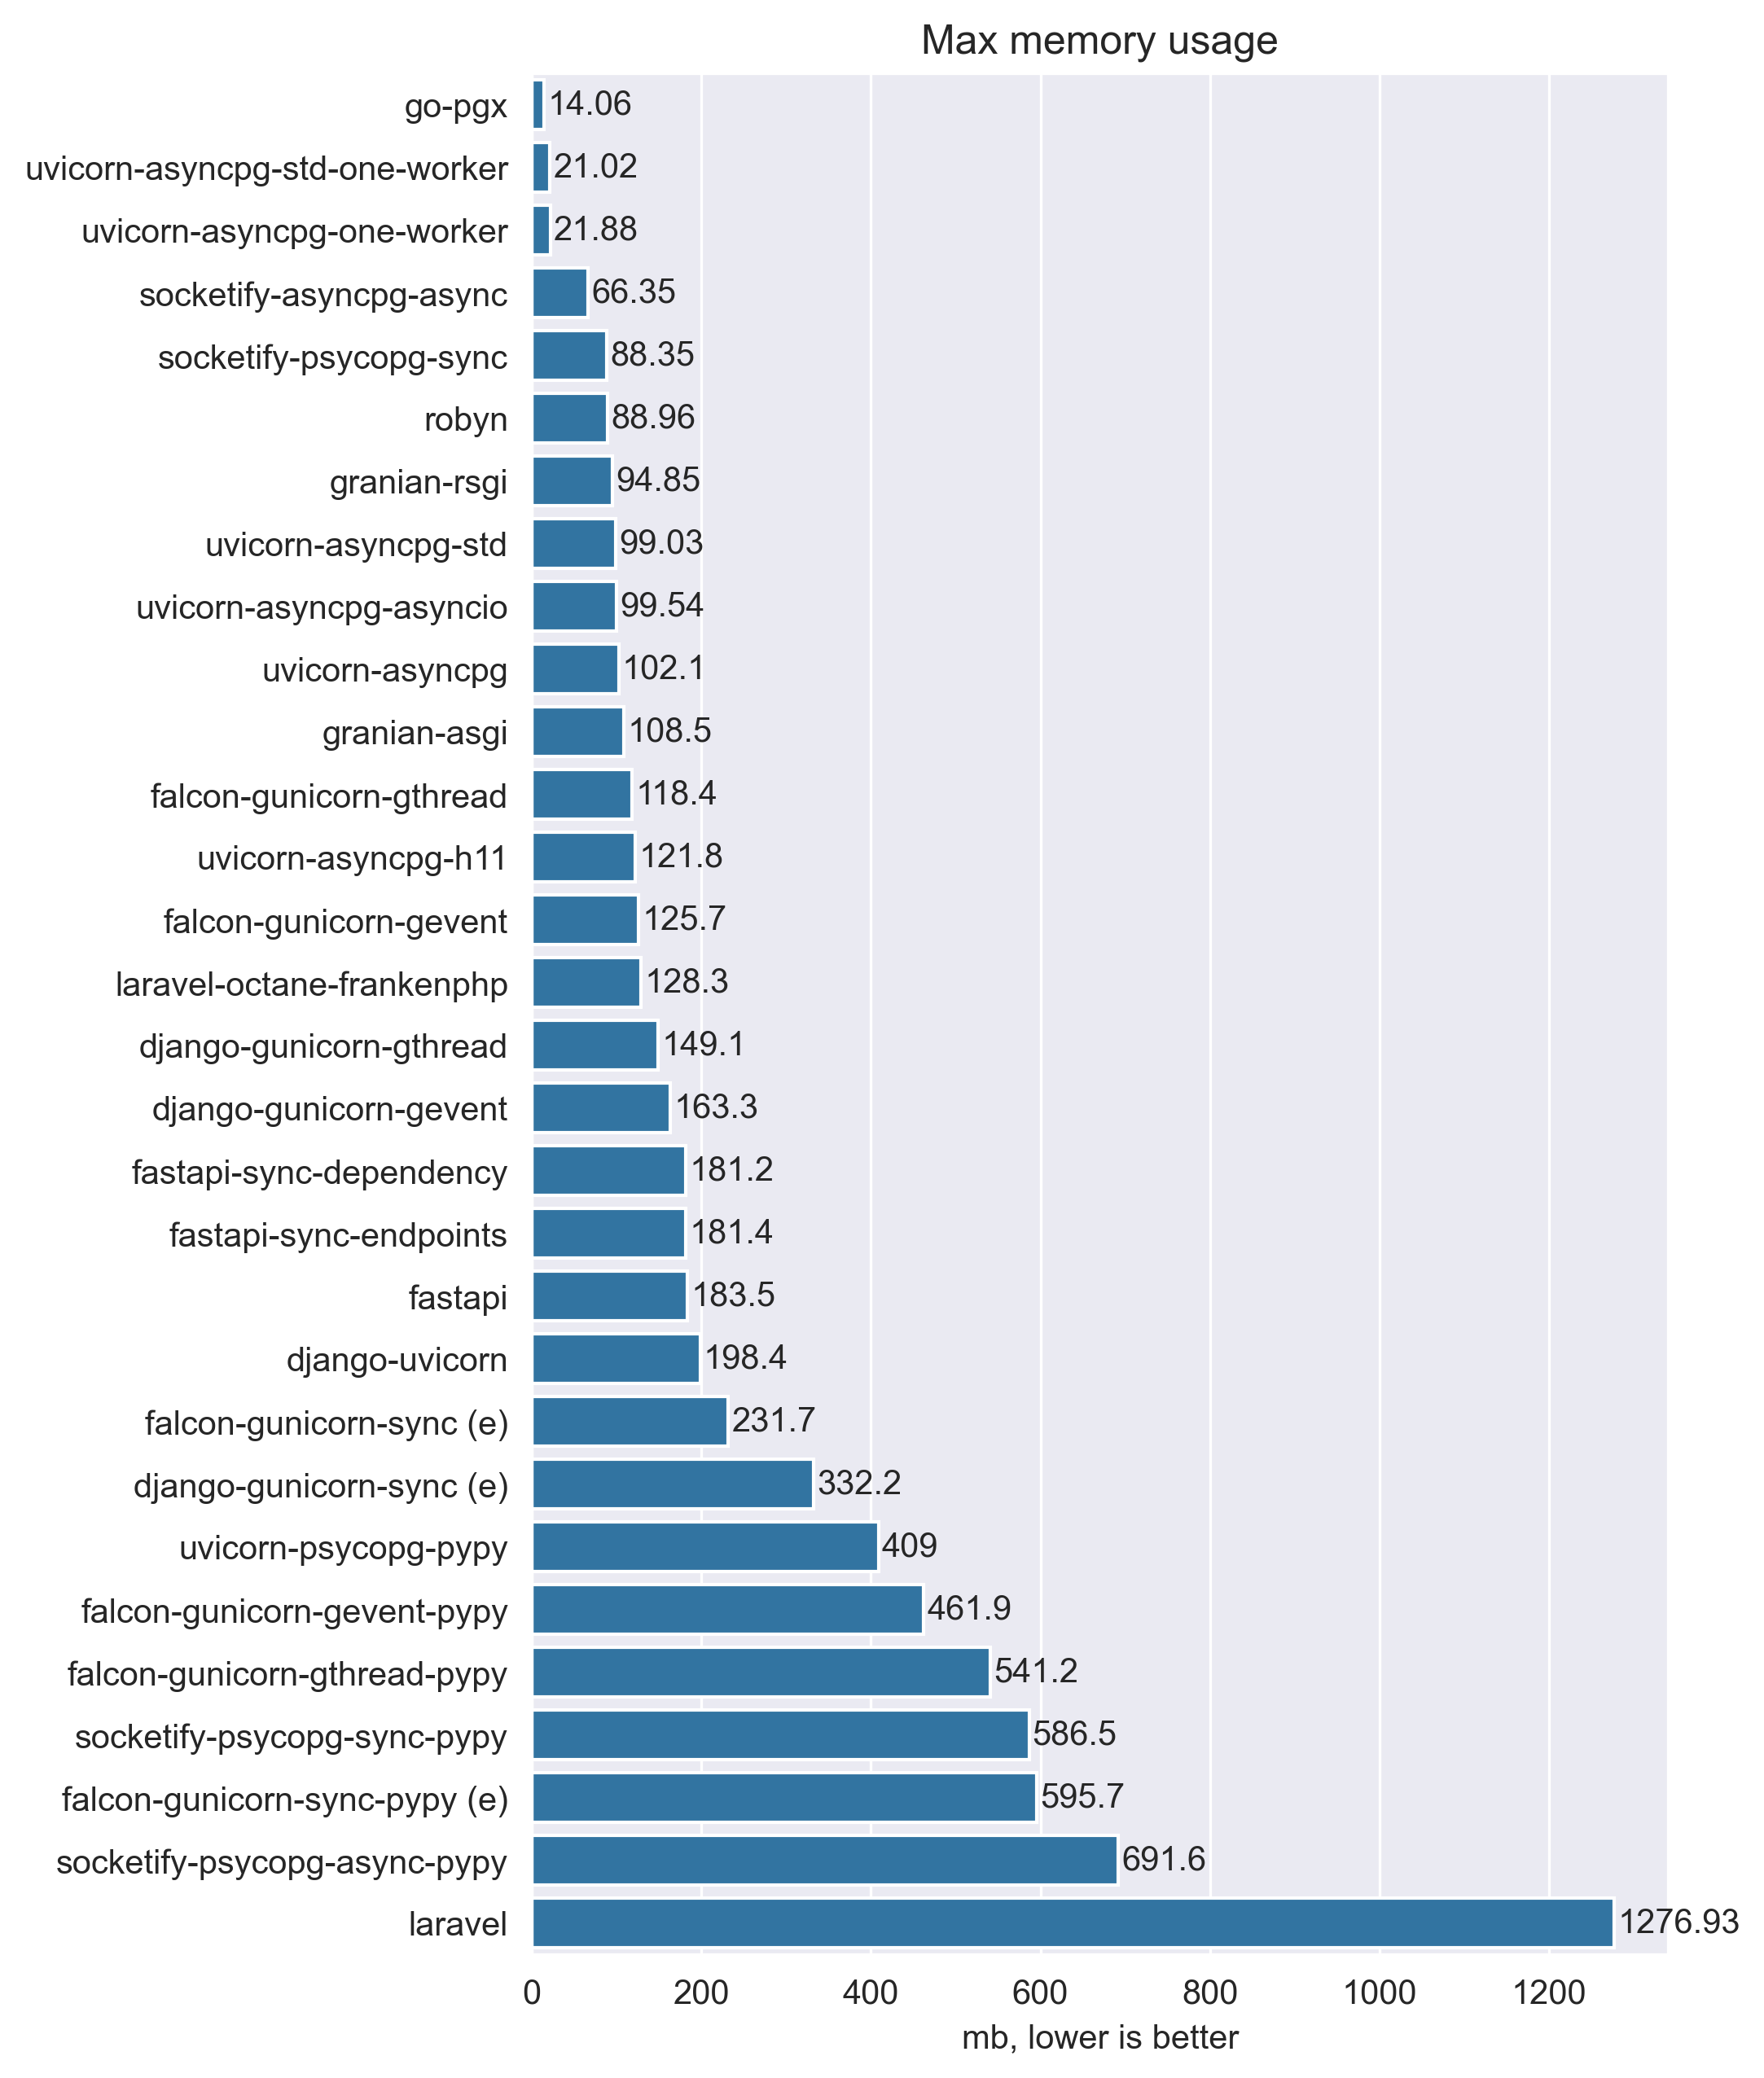 Max memory usage
go-pgx 14.06
uvicorn-asyncpg-std-one-worker 21.02
uvicorn-asyncpg-one-worker 21.88
socketify-asyncpg-async 66.35
socketify-psycopg-sync 88.35
robyn 88.96
granian-rsgi 94.85
uvicorn-asyncpg-std 99.03
uvicorn-asyncpg-asyncio 99.54
uvicorn-asyncpg 102.1
granian-asgi 108.5
falcon-gunicorn-gthread 118.4
uvicorn-asyncpg-h11 121.8
falcon-gunicorn-gevent 125.7
laravel-octane-frankenphp 128.3
django-gunicorn-gthread 149.1
django-gunicorn-gevent 163.3
fastapi-sync-dependency 181.2
fastapi-sync-endpoints 181.4
fastapi 183.5
django-uvicorn 198.4
falcon-gunicorn-sync (e) 231.7
django-gunicorn-sync (e) 332.2
uvicorn-psycopg-pypy 409
falcon-gunicorn-gevent-pypy 461.9
falcon-gunicorn-gthread-pypy 541.2
socketify-psycopg-sync-pypy 586.5
falcon-gunicorn-sync-pypy (e) 595.7
socketify-psycopg-async-pypy 691.6
laravel 1276.93
0 200 400 600 800 1000 1200
mb, lower is better